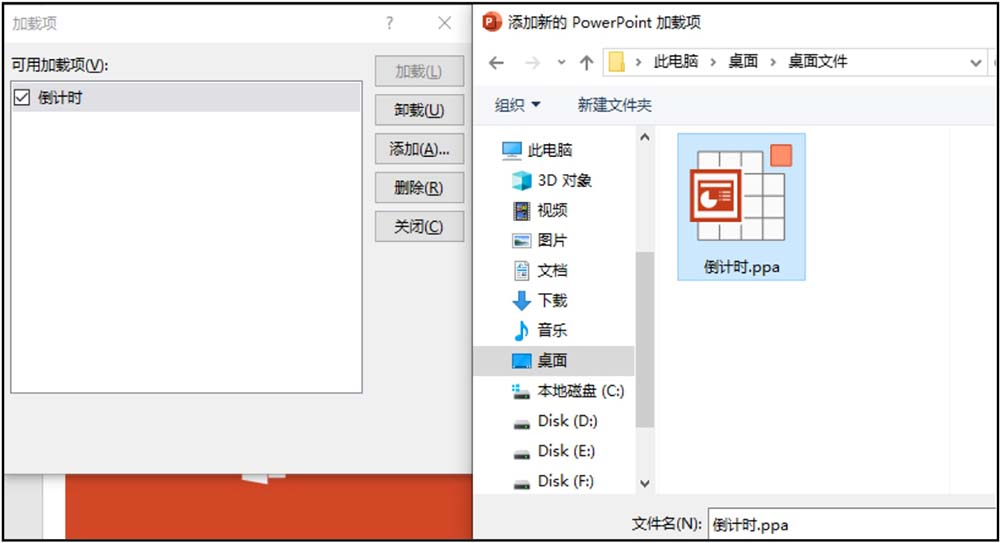 加载项
?
可用加载项(V):
倒计时
加载(L)
卸载(U)
添加(A)...
删除(R)
关闭(C)
添加新的 PowerPoint 加载项
此电脑 > 桌面 > 桌面文件
组织 新建文件夹
此电脑
3D 对象
视频
图片
文档
下载
音乐
桌面
本地磁盘 (C:)
Disk (D:)
Disk (E:)
Disk (F:)
倒计时.ppa
文件名(N): 倒计时.ppa